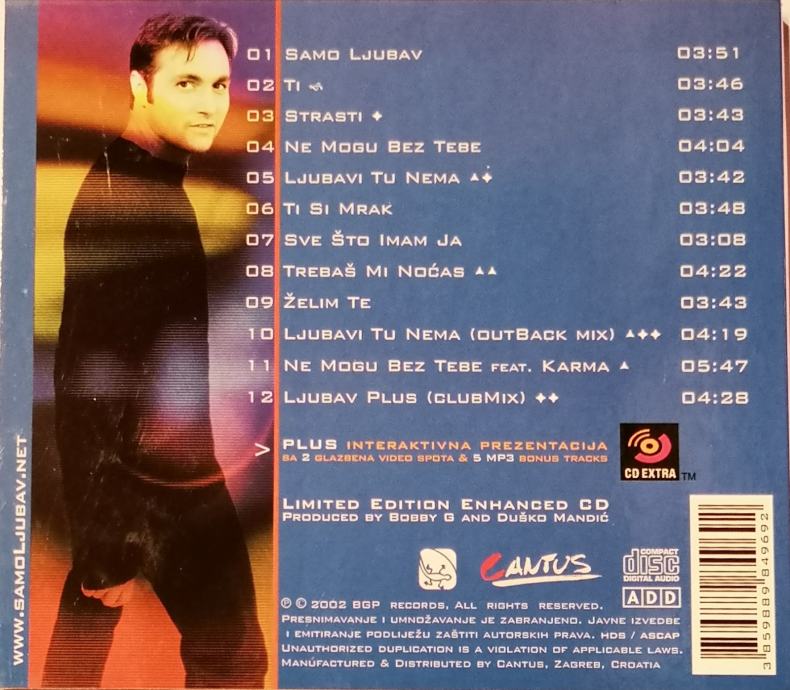 01 Samo Ljubav 03:51
02 Ti 03:46
03 Strasti 03:43
04 Ne Mogu Bez Tebe 04:04
05 Ljubavi Tu Nema 03:42
06 Ti Si Mrak 03:48
07 Sve Što Imam Ja 03:08
08 Trebaš Mi Noćas 04:22
09 Želim Te 03:43
10 Ljubavi Tu Nema (outBack mix) 04:19
11 Ne Mogu Bez Tebe feat. Karma 05:47
12 Ljubav Plus (clubMix) 04:28
> PLUS interaktivna prezentacija
sa 2 glazbena video spota & 5 MP3 bonus tracks
CD EXTRA TM
Limited Edition Enhanced CD
Produced by Bobby G and Duško Mandić
CANTUS
COMPACT
disc
DIGITAL AUDIO
ADD
℗ © 2002 BGP records, All rights reserved.
Presnimavanje i umnožavanje je zabranjeno. Javne izvedbe
i emitiranje podliježu zaštiti autorskih prava. HDS / ASCAP
Unauthorized duplication is a violation of applicable laws.
Manufactured & Distributed by Cantus, Zagreb, Croatia
3859889849692
www.samoLjubav.net